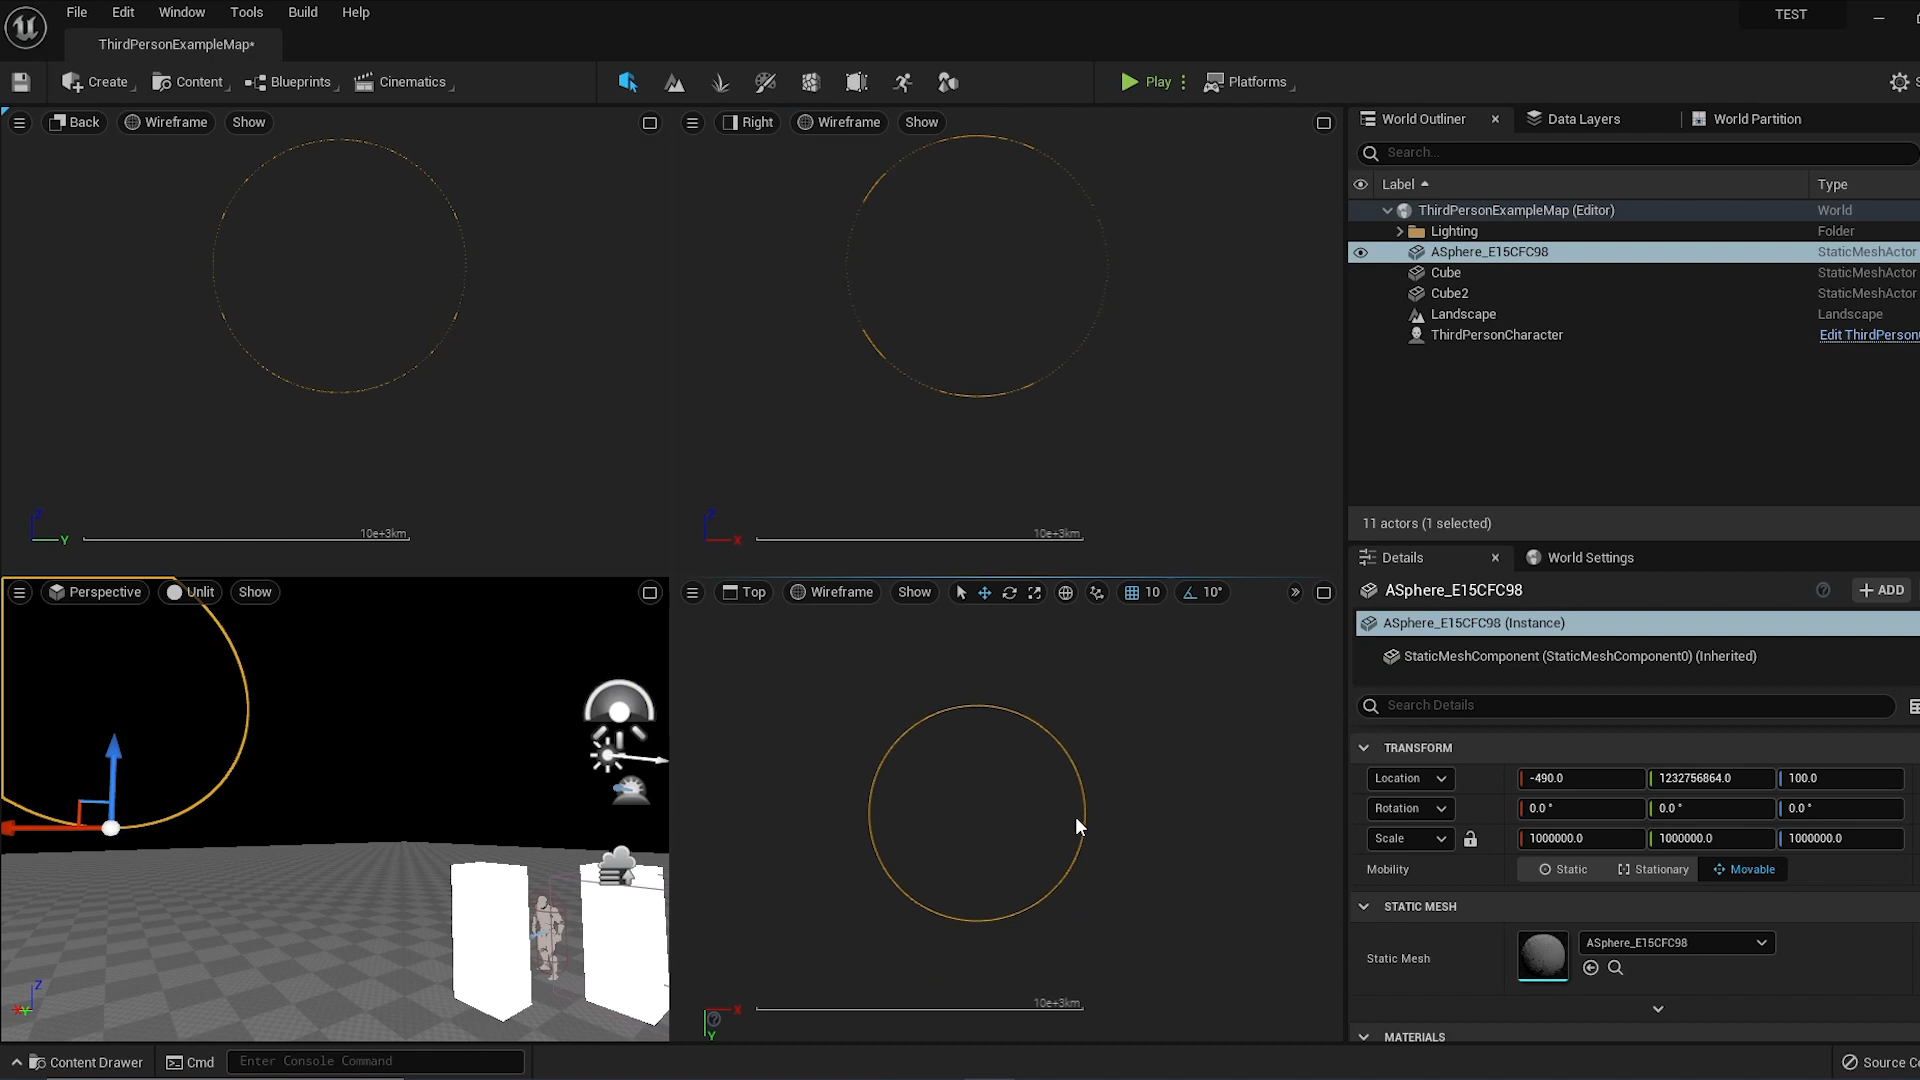 File Edit Window Tools Build Help
TEST
ThirdPersonExampleMap*
Create Content Blueprints Cinematics Play Platforms
Back Wireframe Show
Right Wireframe Show
World Outliner Data Layers World Partition
Search...
Label Type
ThirdPersonExampleMap (Editor) World
Lighting Folder
ASphere_E15CFC98 StaticMeshActor
Cube StaticMeshActor
Cube2 StaticMeshActor
Landscape Landscape
ThirdPersonCharacter Edit ThirdPerson
11 actors (1 selected)
Z Y 10e+3km
Z X 10e+3km
Details World Settings
Perspective Unlit Show
Top Wireframe Show 10 10°
ASphere_E15CFC98 + ADD
ASphere_E15CFC98 (Instance)
StaticMeshComponent (StaticMeshComponent0) (Inherited)
Search Details
TRANSFORM
Location -490.0 1232756864.0 100.0
Rotation 0.0° 0.0° 0.0°
Scale 1000000.0 1000000.0 1000000.0
Mobility Static Stationary Movable
STATIC MESH
Static Mesh ASphere_E15CFC98
Z
X 10e+3km
Y
MATERIALS
Content Drawer Cmd Enter Console Command
Source Co